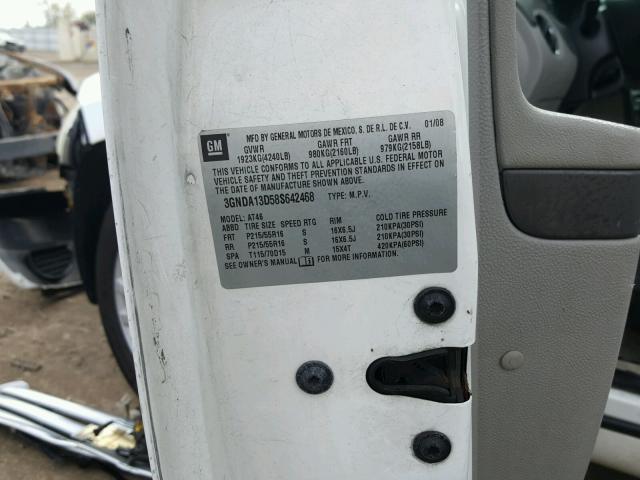 GM
MFD BY GENERAL MOTORS DE MEXICO, S. DE R.L. DE C.V. 01/08
GVWR GAWR FRT GAWR RR
1923KG(4240LB) 980KG(2160LB) 979KG(2158LB)
THIS VEHICLE CONFORMS TO ALL APPLICABLE U.S. FEDERAL MOTOR
VEHICLE SAFETY AND THEFT PREVENTION STANDARDS IN EFFECT ON
THE DATE OF MANUFACTURE SHOWN ABOVE.
3GNDA13D58S642468 TYPE: M.P.V.
MODEL: AT46
ABBD TIRE SIZE SPEED RTG RIM COLD TIRE PRESSURE
FRT P215/55R16 S 16X6.5J 210KPA(30PSI)
RR P215/55R16 S 16X6.5J 210KPA(30PSI)
SPA T115/70D15 M 15X4T 420KPA(60PSI)
SEE OWNER'S MANUAL FOR MORE INFORMATION.